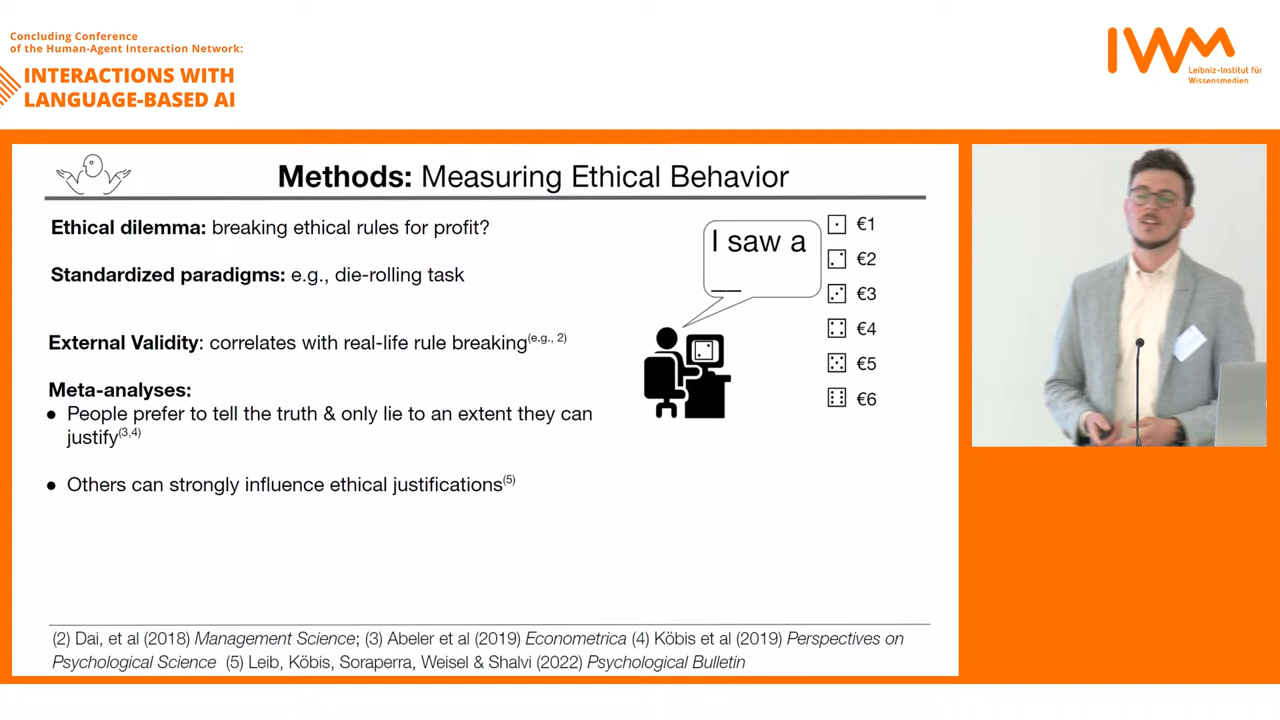 Concluding Conference
of the Human-Agent Interaction Network:
INTERACTIONS WITH
LANGUAGE-BASED AI
IWM
Leibniz-Institut für
Wissensmedien
Methods: Measuring Ethical Behavior
Ethical dilemma: breaking ethical rules for profit?
Standardized paradigms: e.g., die-rolling task
I saw a
__
€1
€2
€3
€4
€5
€6
External Validity: correlates with real-life rule breaking(e.g., 2)
Meta-analyses:
● People prefer to tell the truth & only lie to an extent they can
justify(3,4)
● Others can strongly influence ethical justifications(5)
(2) Dai, et al (2018) Management Science; (3) Abeler et al (2019) Econometrica (4) Köbis et al (2019) Perspectives on
Psychological Science (5) Leib, Köbis, Soraperra, Weisel & Shalvi (2022) Psychological Bulletin